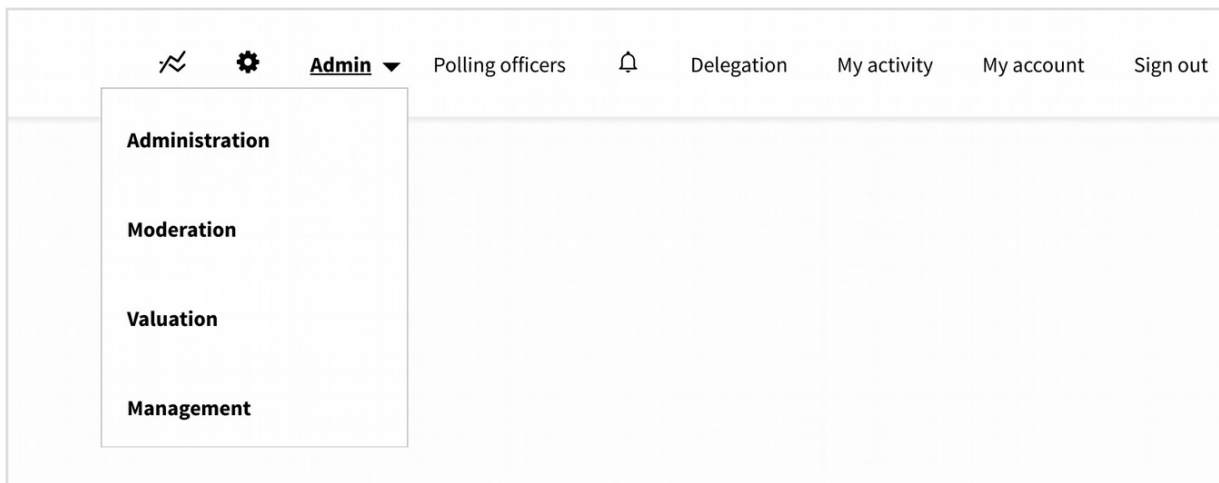 Admin Polling officers Delegation My activity My account Sign out
Administration
Moderation
Valuation
Management